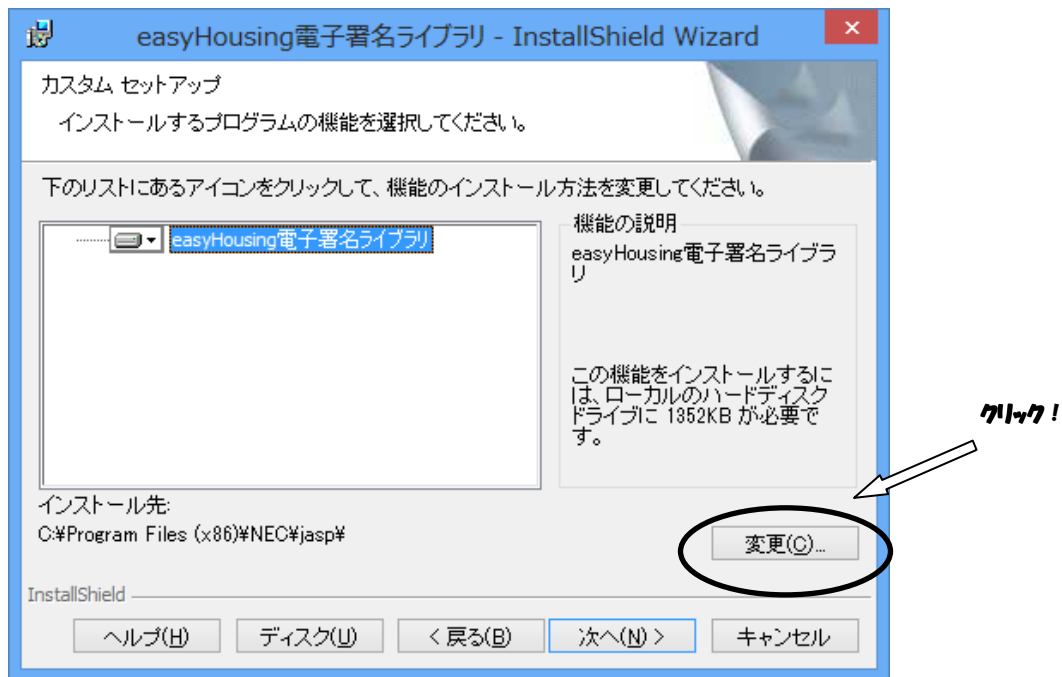 easyHousing電子署名ライブラリ - InstallShield Wizard
カスタム セットアップ
インストールするプログラムの機能を選択してください。
下のリストにあるアイコンをクリックして、機能のインストール方法を変更してください。
easyHousing電子署名ライブラリ
機能の説明
easyHousing電子署名ライブラ
リ
この機能をインストールするに
は、ローカルのハードディスク
ドライブに 1352KB が必要で
す。
クリック！
インストール先:
C:¥Program Files (x86)¥NEC¥jasp¥
変更(C)...
InstallShield
ヘルプ(H)
ディスク(U)
< 戻る(B)
次へ(N) >
キャンセル